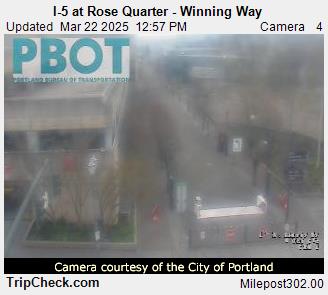 I-5 at Rose Quarter - Winning Way
Updated Mar 22 2025 12:57 PM Camera 4
PBOT
PORTLAND BUREAU OF TRANSPORTATION
Camera courtesy of the City of Portland
TripCheck.com Milepost302.00